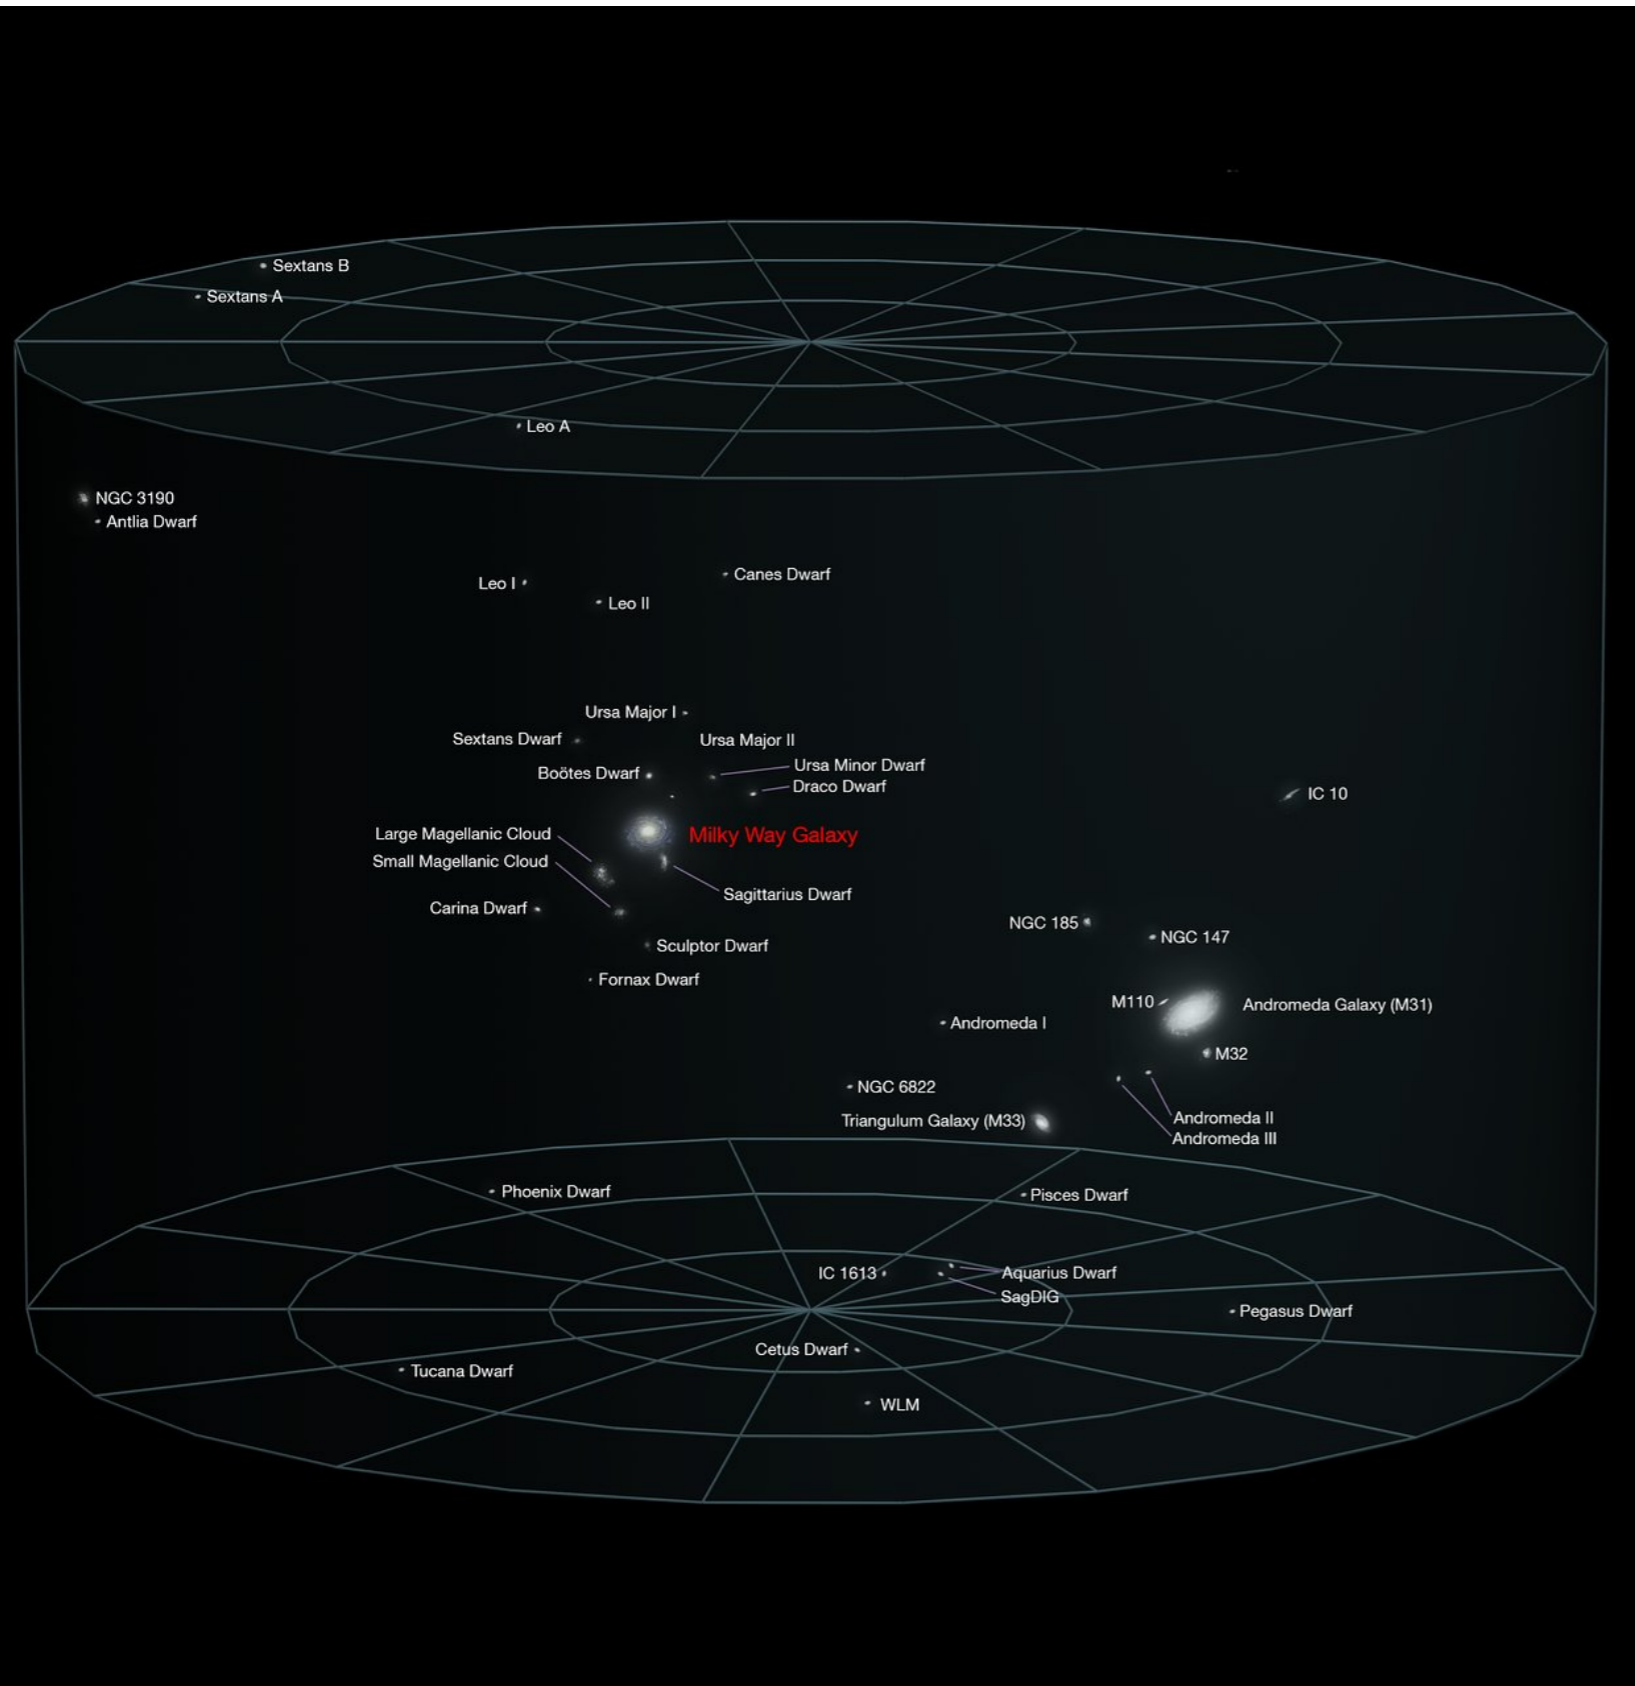 Sextans B
Sextans A
Leo A
NGC 3190
Antlia Dwarf
Canes Dwarf
Leo I
Leo II
Ursa Major I
Sextans Dwarf
Ursa Major II
Ursa Minor Dwarf
Boötes Dwarf
Draco Dwarf
IC 10
Large Magellanic Cloud
Milky Way Galaxy
Small Magellanic Cloud
Sagittarius Dwarf
Carina Dwarf
NGC 185
NGC 147
Sculptor Dwarf
Fornax Dwarf
M110
Andromeda Galaxy (M31)
Andromeda I
M32
NGC 6822
Triangulum Galaxy (M33)
Andromeda II
Andromeda III
Phoenix Dwarf
Pisces Dwarf
IC 1613
Aquarius Dwarf
SagDIG
Pegasus Dwarf
Cetus Dwarf
Tucana Dwarf
WLM